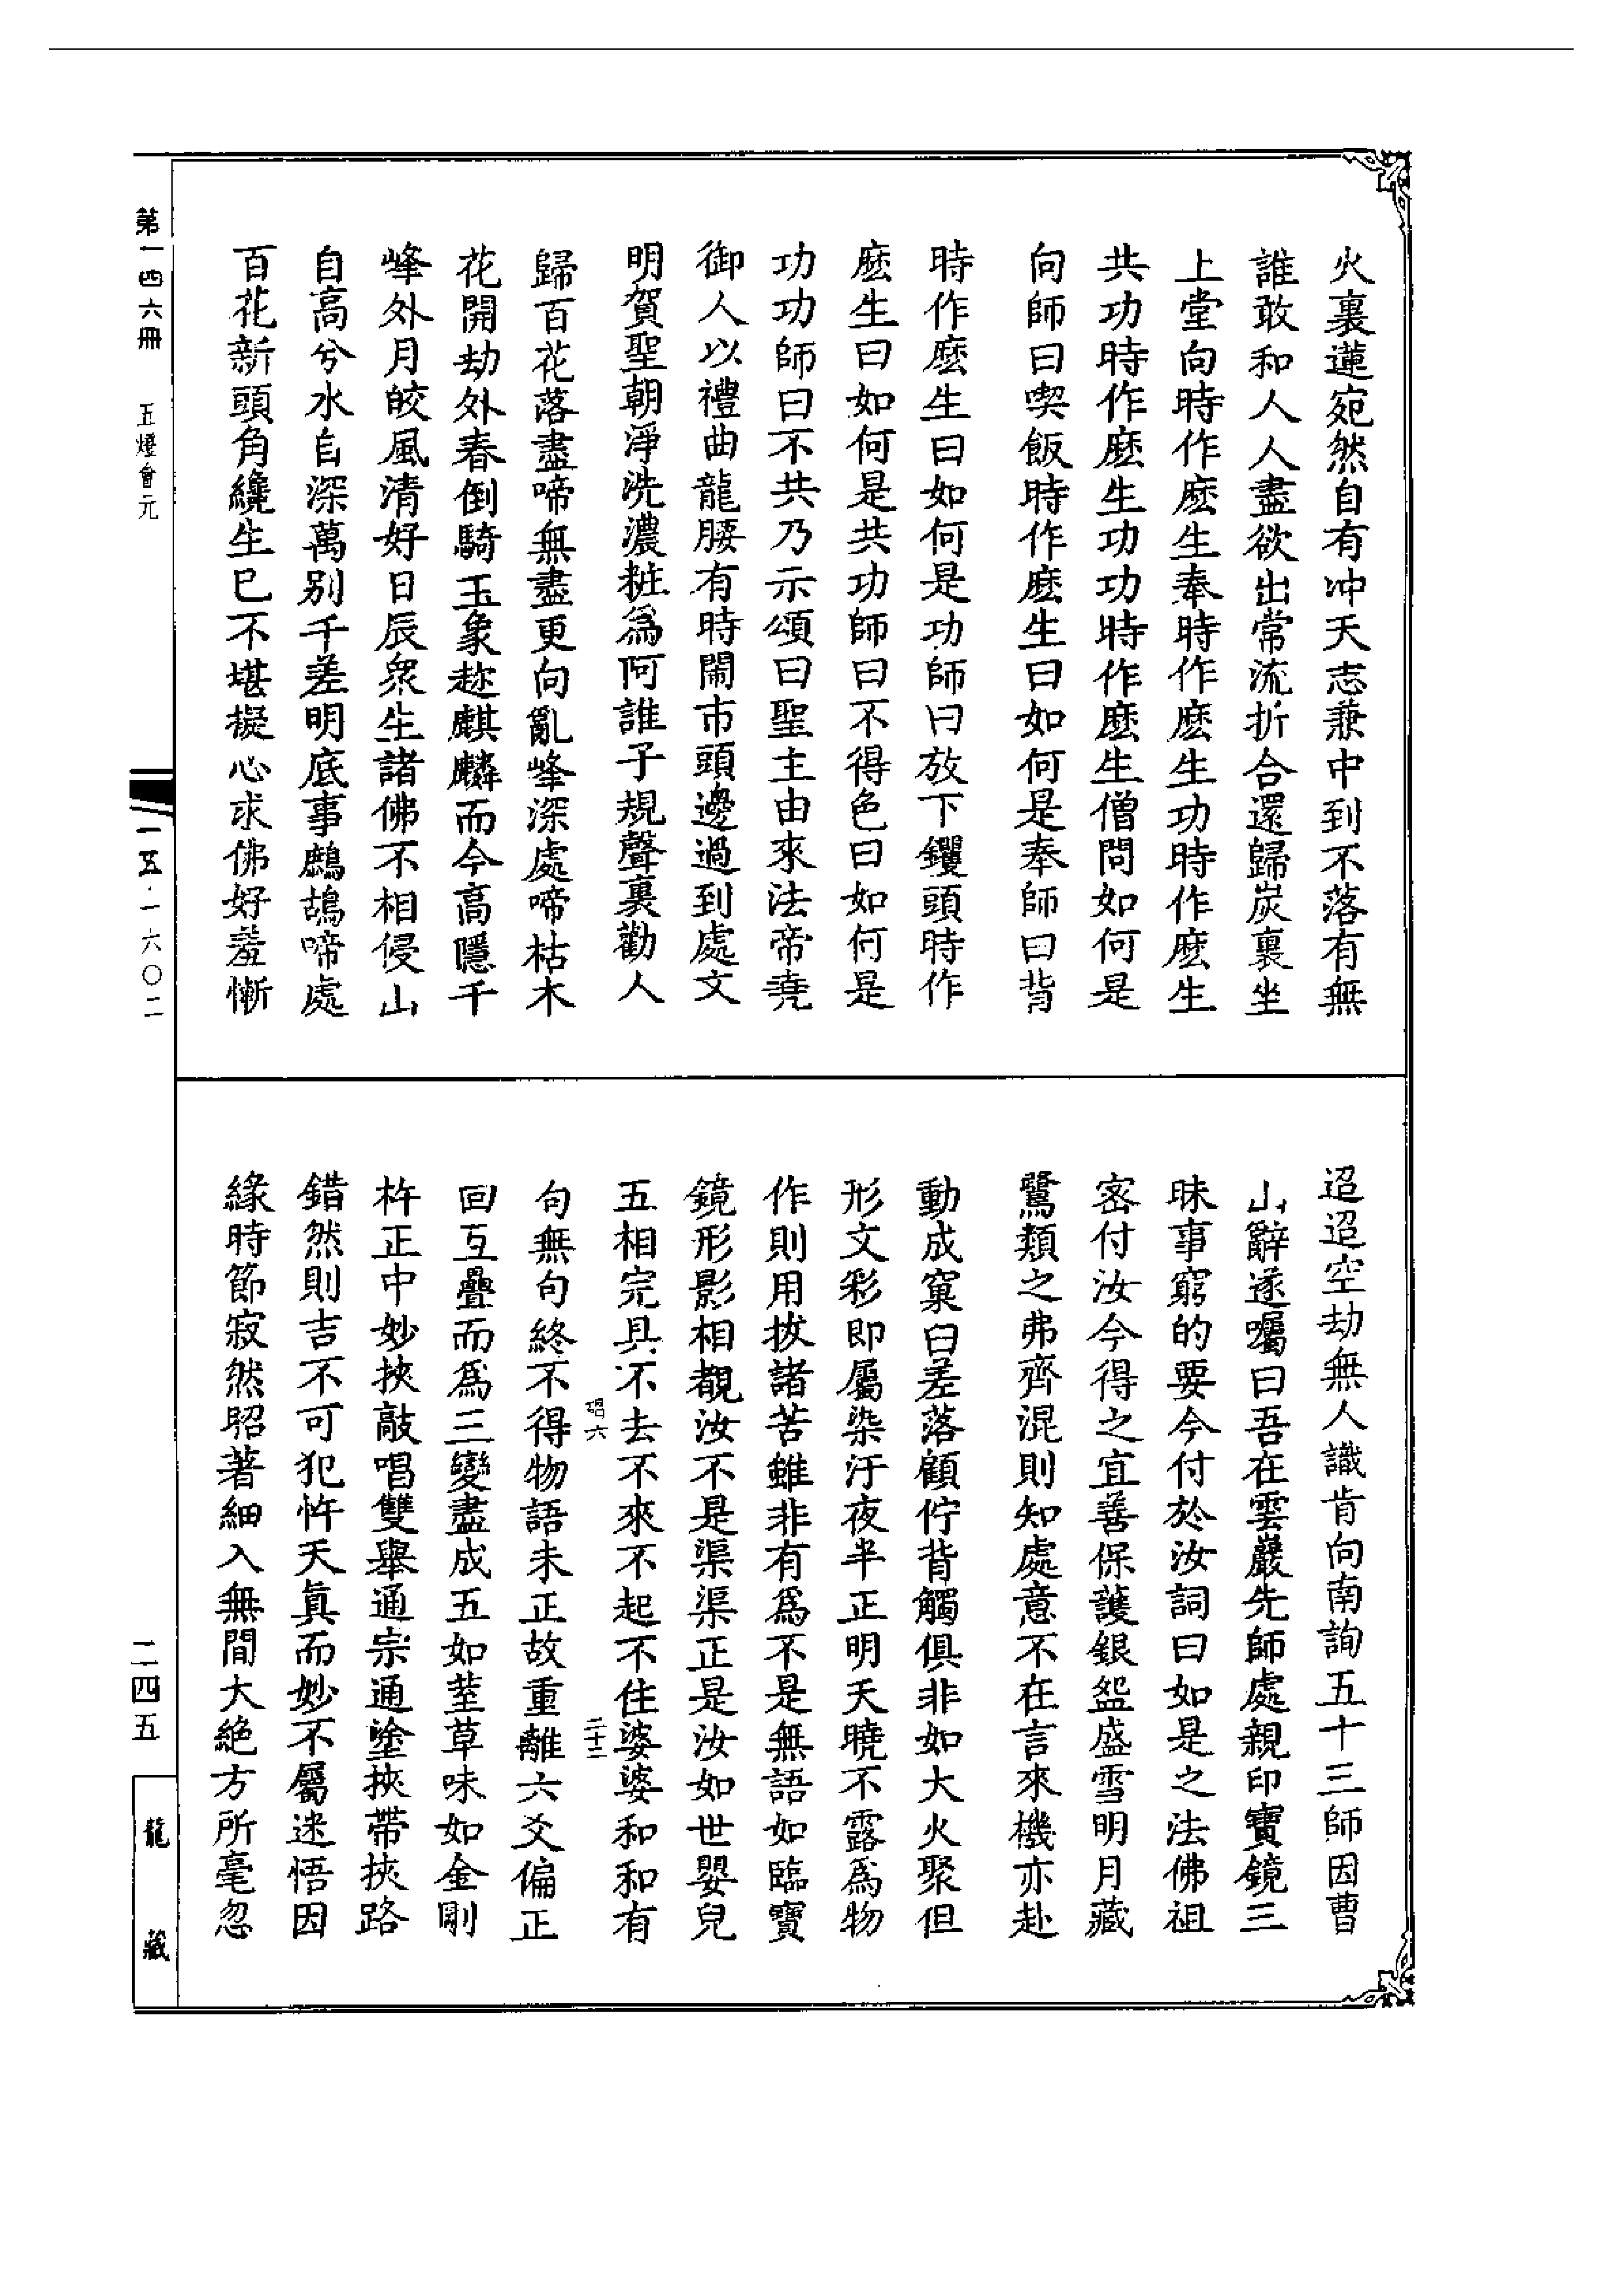 火裏蓮宛然自有冲天志兼中到不落有無
誰敢和人人盡欲出常流折合還歸炭裏坐
上堂向時作麽生奉時作麽生功時作麽生
共功時作麽生功功時作麽生僧問如何是
向師曰喫飯時作麽生曰如何是奉師曰背
時作麽生曰如何是功師曰放下钁頭時作
麽生曰如何是共功師曰不得色曰如何是
功功師曰不共乃示頌曰聖主由來法帝堯
御人以禮曲龍腰有時鬧市頭邊過到處文
明賀聖朝淨洗濃粧爲阿誰子規聲裏勸人
歸百花落盡啼無盡更向亂峰深處啼枯木
花開劫外春倒騎玉象趂麒麟而今高隱千
峰外月皎風清好日辰衆生諸佛不相侵山
自高兮水自深萬别千差明底事鷓鴣啼處
百花新頭角纔生巳不堪擬心求佛好羞慚
迢迢空劫無人識肯向南詢五十三師因曹
山辭遂囑曰吾在雲巖先師處親印寶鏡三
昧事窮的要今付於汝詞曰如是之法佛祖
密付汝今得之宜善保護銀盌盛雪明月藏
鷺類之弗齊混則知處意不在言來機亦赴
動成窠臼差落顧佇背觸俱非如大火聚但
形文彩即屬染汙夜半正明天曉不露爲物
作則用拔諸苦雖非有爲不是無語如臨寶
鏡形影相覩汝不是渠渠正是汝如世嬰兒
五相完具不去不來不起不住婆婆和和有
句無句終不得物語未正故重離六爻偏正
回互疊而爲三變盡成五如荎草味如金剛
杵正中妙挾敲唱雙舉通宗通塗挾帶挾路
錯然則吉不可犯忤天真而妙不屬迷悟因
緣時節寂然昭著細入無間大絶方所毫忽
二十二
第一四六冊 五燈會元
一五·一六〇二
二四五
龍藏